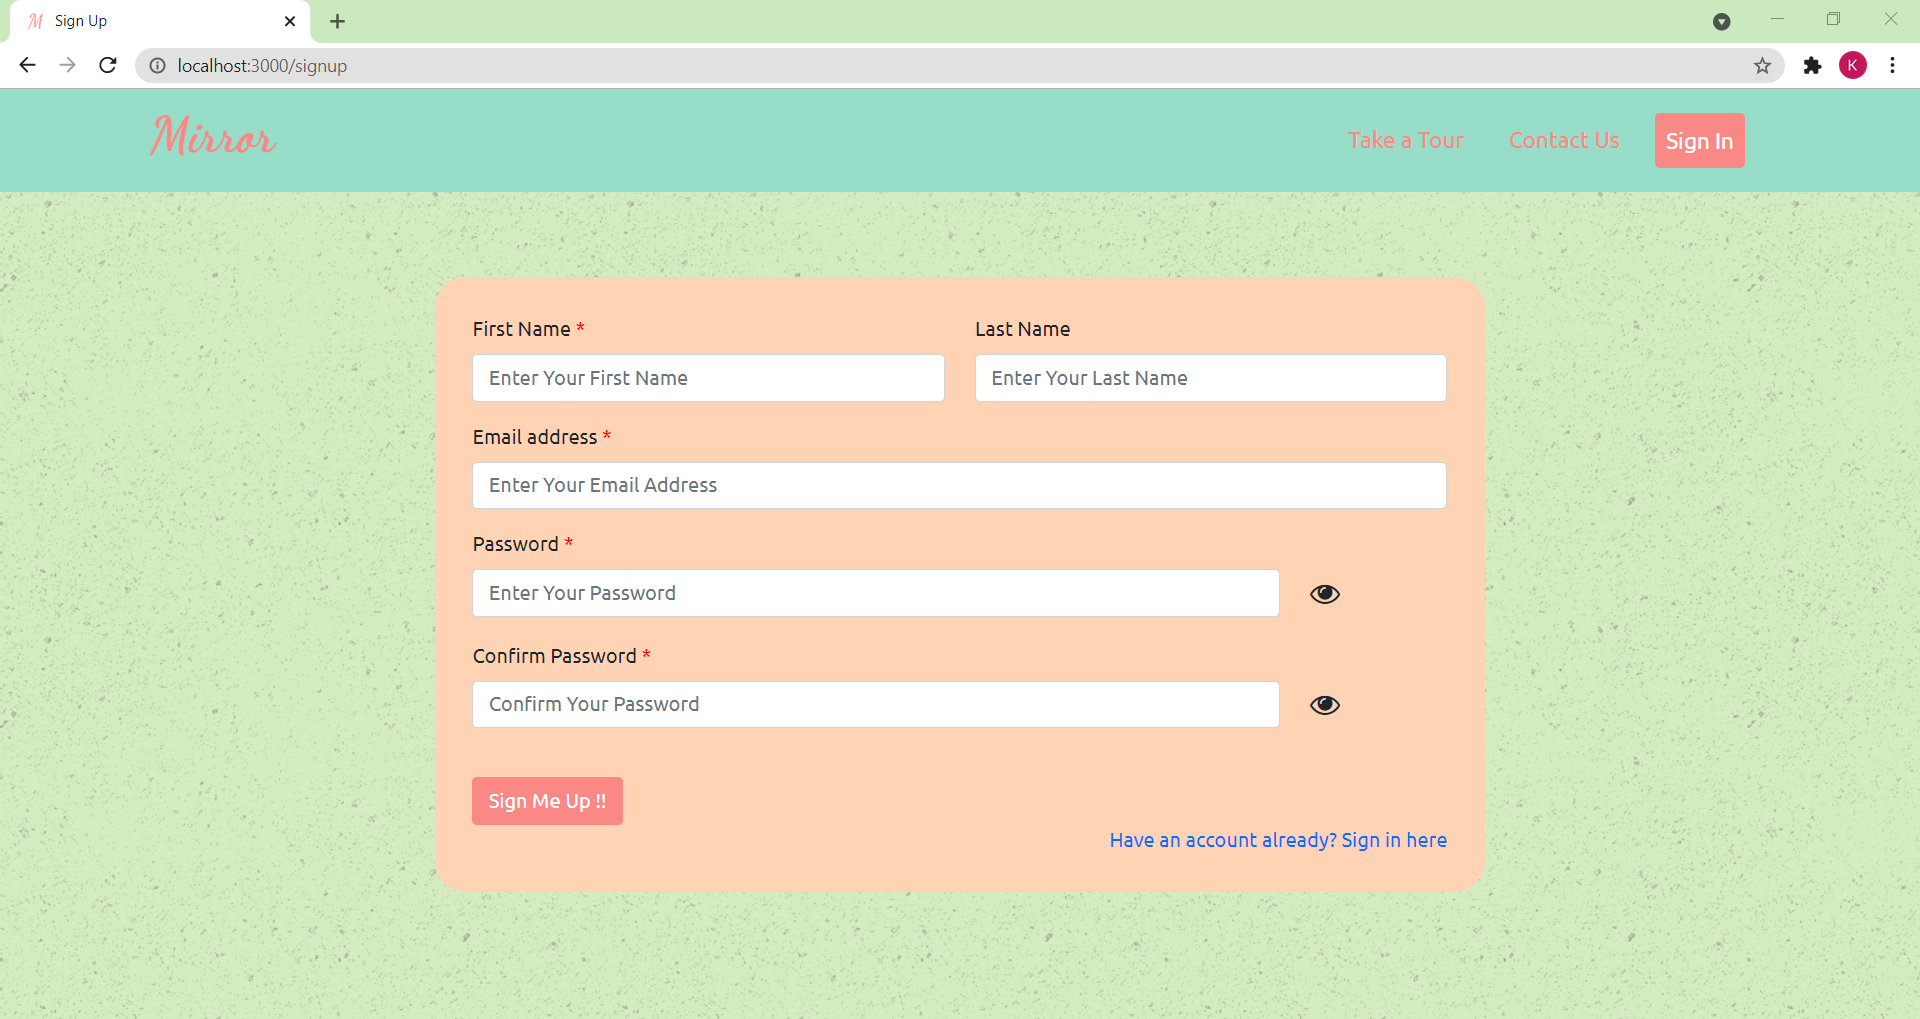 M Sign Up
localhost:3000/signup
K
Mirror
Take a Tour Contact Us Sign In
First Name * Last Name
Enter Your First Name Enter Your Last Name
Email address *
Enter Your Email Address
Password *
Enter Your Password
Confirm Password *
Confirm Your Password
Sign Me Up !!
Have an account already? Sign in here